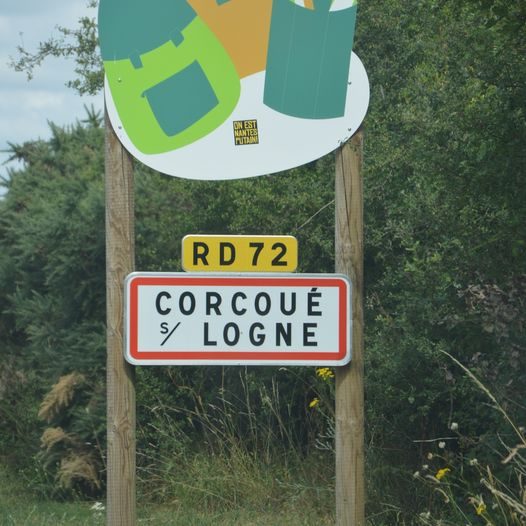 ON EST
NANTES
PUTAIN!
RD 72
CORCOUÉ
S/ LOGNE